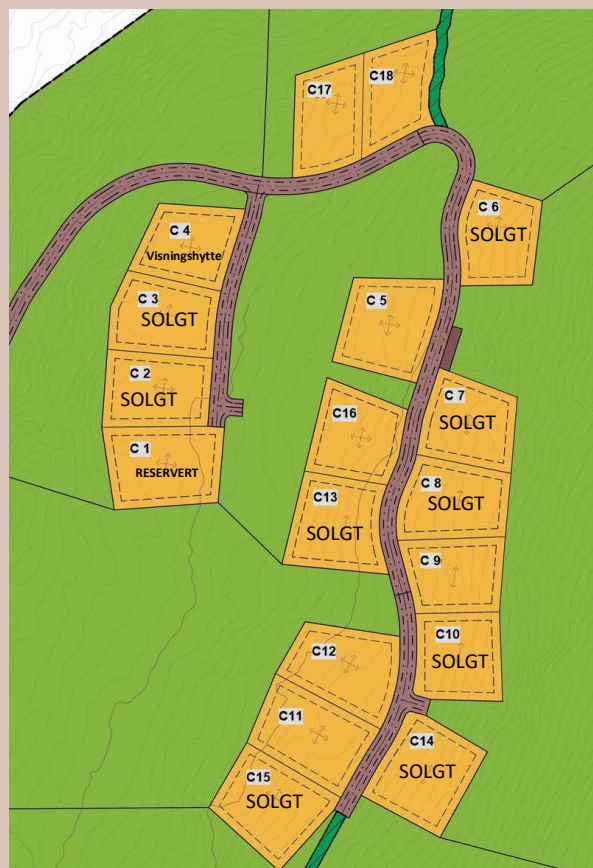 C17
C18
C 6
SOLGT
C 4
Visningshytte
C 3
SOLGT
C 5
C 2
SOLGT
C 7
SOLGT
C16
C 1
RESERVERT
C 8
SOLGT
C13
SOLGT
C 9
C10
SOLGT
C12
C11
C14
SOLGT
C15
SOLGT